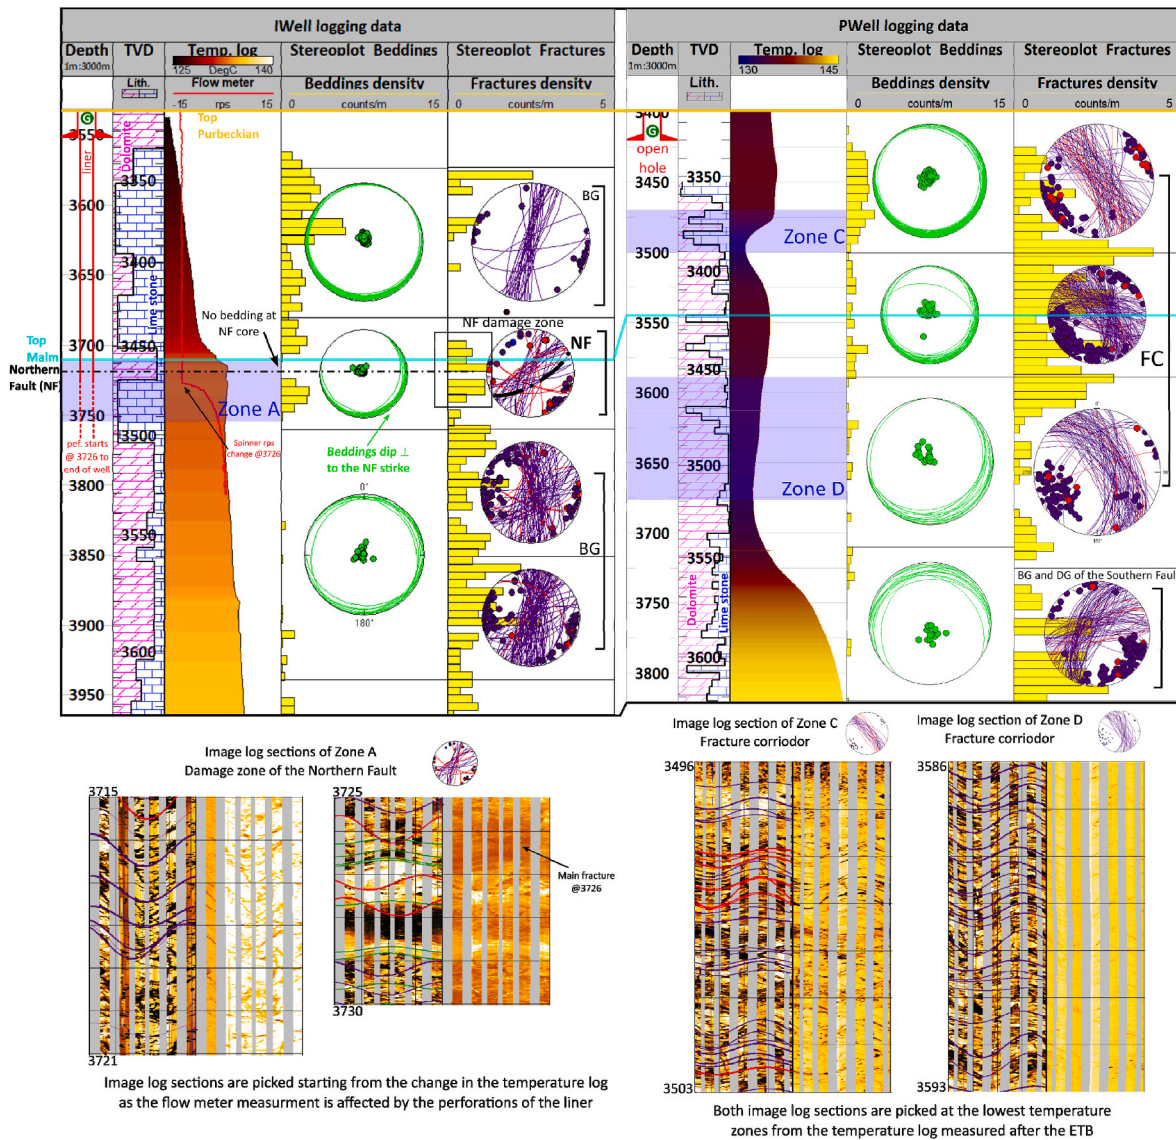 IWell logging data
Depth
1m:3000m
TVD
Lith.
Temp. log
125 DegC 140
Flow meter
-15 rps 15
Stereoplot Beddings
Beddings density
0 counts/m 15
Stereoplot Fractures
Fractures density
0 counts/m 5
G
liner
Top
Purbeckian
Dolomite
Lime stone
3550
3600
3650
3700
3750
3800
3850
3900
3950
3350
3400
3450
3500
3550
3600
Top
Malm
Northern
Fault (NF)
pef. starts
@ 3726 to
end of well
No bedding at
NF core
Zone A
Spinner rps
change @3726
Beddings dip ⊥
to the NF stirke
0°
180°
BG
NF damage zone
NF
BG
PWell logging data
Depth
1m:3000m
TVD
Lith.
Temp. log
130 145
Stereoplot Beddings
Beddings density
0 counts/m 15
Stereoplot Fractures
Fractures density
0 counts/m 5
3400
G
open
hole
3450
3500
3550
3600
3650
3700
3750
3800
3350
3400
3450
3500
3550
3600
Dolomite
Lime stone
Zone C
Zone D
FC
0°
BG and DG of the Southern Faul
Image log sections of Zone A
Damage zone of the Northern Fault
3715
3721
3725
3730
Main fracture
@3726
Image log sections are picked starting from the change in the temperature log
as the flow meter measurment is affected by the perforations of the liner
Image log section of Zone C
Fracture corriodor
3496
3503
Image log section of Zone D
Fracture corriodor
3586
3593
Both image log sections are picked at the lowest temperature
zones from the temperature log measured after the ETB